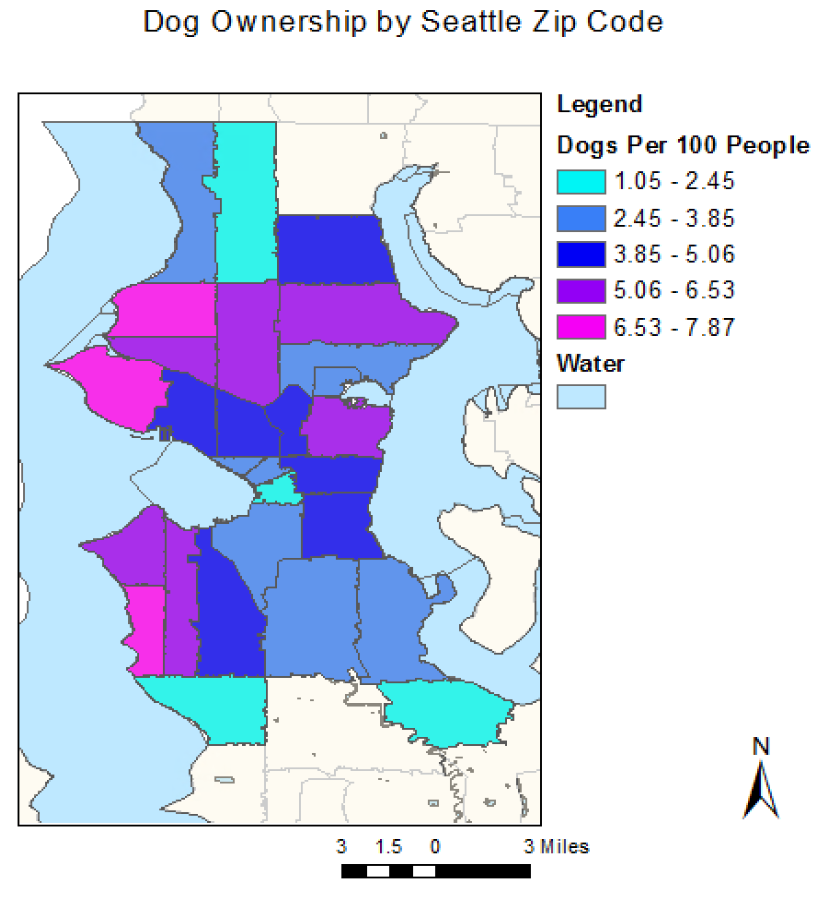 Dog Ownership by Seattle Zip Code
Legend
Dogs Per 100 People
1.05 - 2.45
2.45 - 3.85
3.85 - 5.06
5.06 - 6.53
6.53 - 7.87
Water
N
3 1.5 0 3 Miles